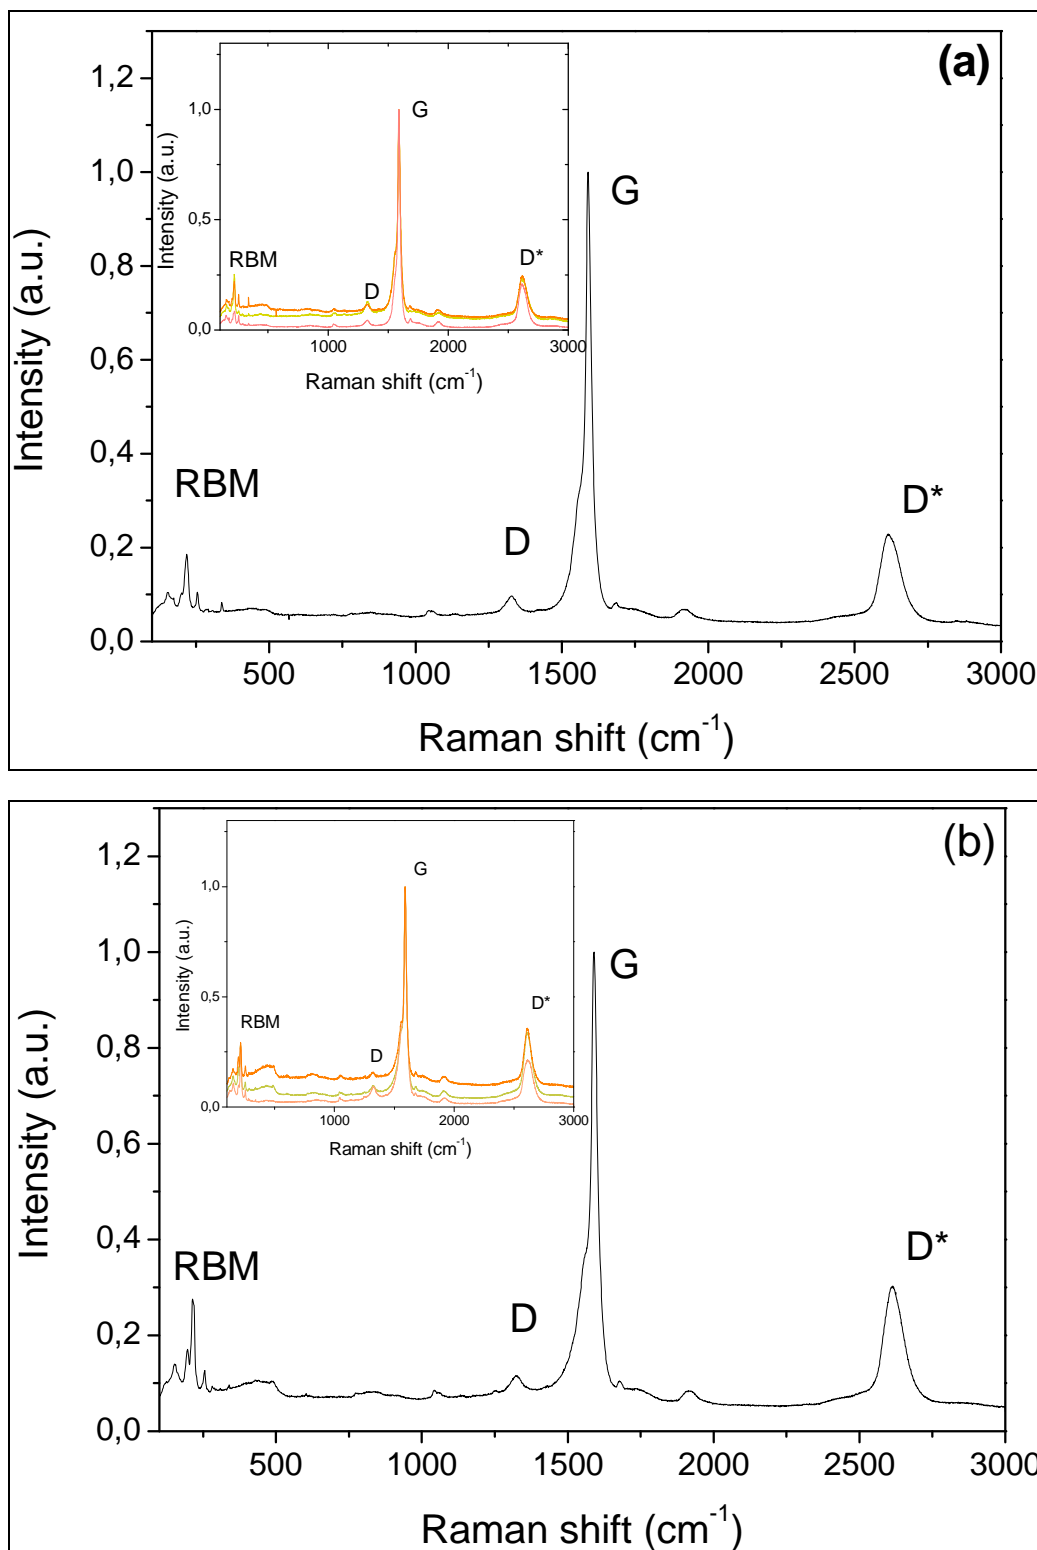 (a)
1,2
1,0
0,8
0,6
0,4
0,2
0,0
Intensity (a.u.)
500
1000
1500
2000
2500
3000
Raman shift (cm-1)
RBM
D
G
D*
1,0
0,5
0,0
Intensity (a.u.)
1000
2000
3000
Raman shift (cm-1)
RBM
D
G
D*
(b)
1,2
1,0
0,8
0,6
0,4
0,2
0,0
Intensity (a.u.)
500
1000
1500
2000
2500
3000
Raman shift (cm-1)
RBM
D
G
D*
1,0
0,5
0,0
Intensity (a.u.)
1000
2000
3000
Raman shift (cm-1)
RBM
D
G
D*